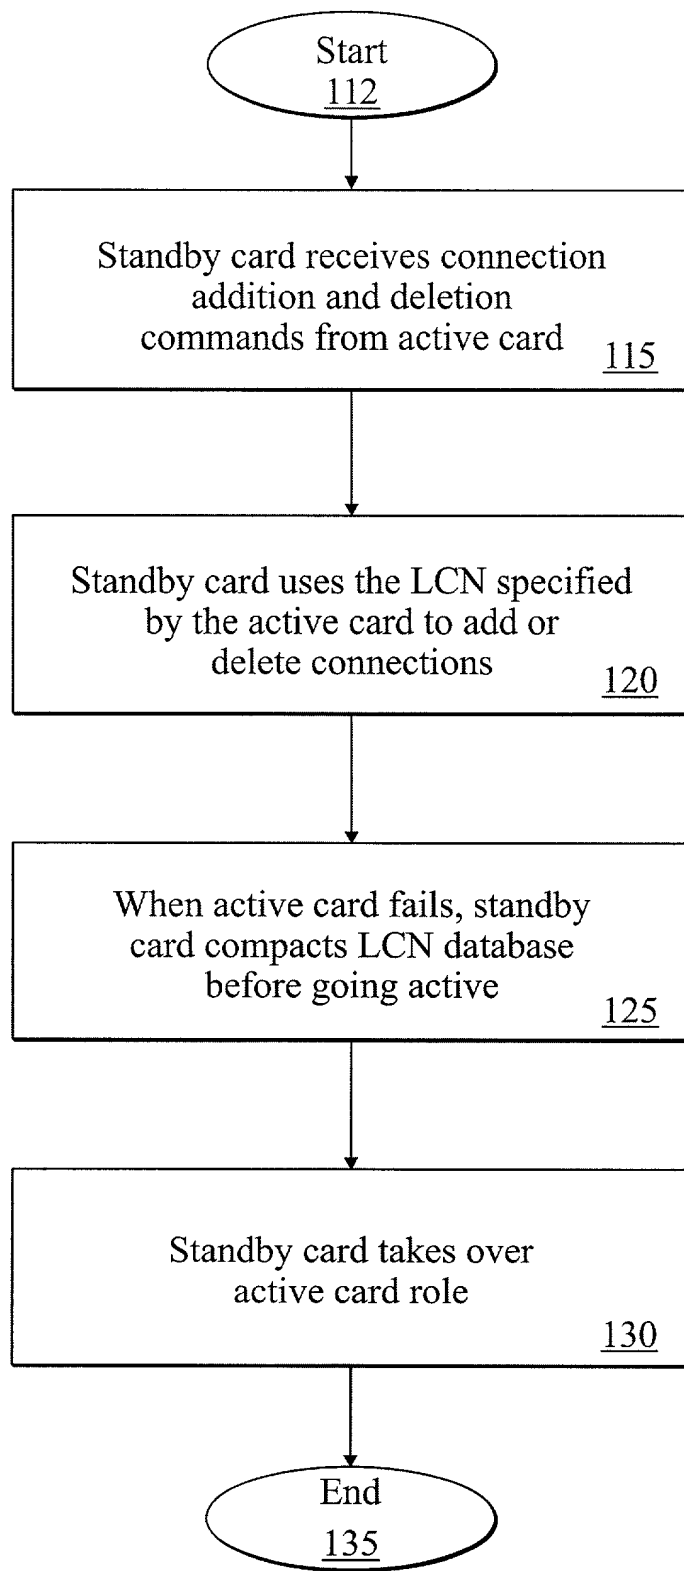 Start
112
Standby card receives connection
addition and deletion
commands from active card
115
Standby card uses the LCN specified
by the active card to add or
delete connections
120
When active card fails, standby
card compacts LCN database
before going active
125
Standby card takes over
active card role
130
End
135